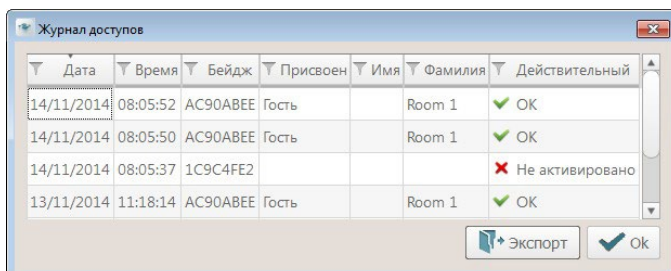 Журнал доступов
Дата Время Бейдж Присвоен Имя Фамилия Действительный
14/11/2014 08:05:52 AC90ABEE Гость Room 1 OK
14/11/2014 08:05:50 AC90ABEE Гость Room 1 OK
14/11/2014 08:05:37 1C9C4FE2 Не активировано
13/11/2014 11:18:14 AC90ABEE Гость Room 1 OK
Экспорт Ok